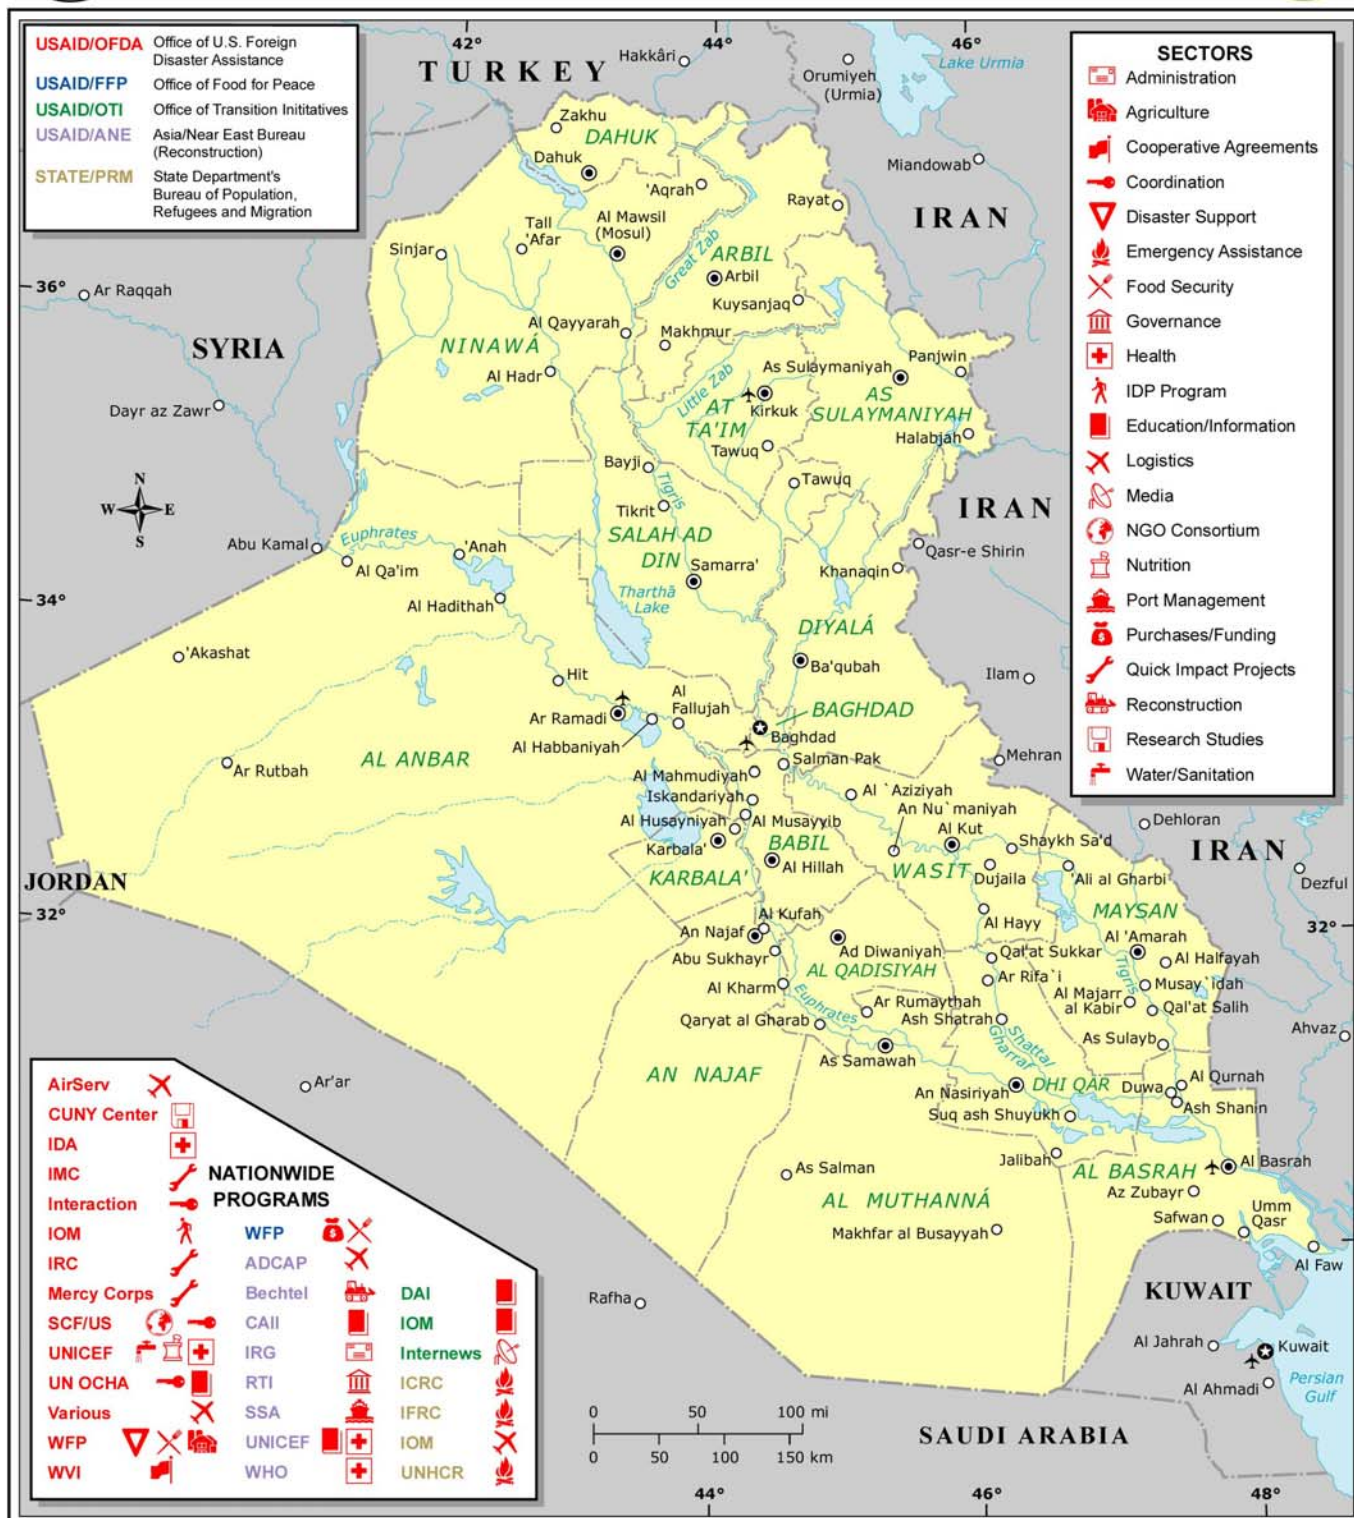 USAID/OFDA Office of U.S. Foreign
Disaster Assistance
USAID/FFP Office of Food for Peace
USAID/OTI Office of Transition Inititatives
USAID/ANE Asia/Near East Bureau
(Reconstruction)
STATE/PRM State Department's
Bureau of Population,
Refugees and Migration
42°
44°
46°
TURKEY
Hakkâri
Orumiyeh
(Urmia)
Lake Urmia
Miandowab
IRAN
SECTORS
Administration
Agriculture
Cooperative Agreements
Coordination
Disaster Support
Emergency Assistance
Food Security
Governance
Health
IDP Program
Education/Information
Logistics
Media
NGO Consortium
Nutrition
Port Management
Purchases/Funding
Quick Impact Projects
Reconstruction
Research Studies
Water/Sanitation
Zakhu
DAHUK
Dahuk
'Aqrah
Rayat
Tall
'Afar
Al Mawsil
(Mosul)
Sinjar
Great Zab
ARBIL
Arbil
36°
Ar Raqqah
Kuysanjaq
Al Qayyarah
Makhmur
SYRIA
NINAWÁ
Al Hadr
As Sulaymaniyah
Panjwin
Little Zab
Kirkuk
AT
TA'IM
AS
SULAYMANIYAH
Dayr az Zawr
Halabjah
Tawuq
Bayji
Tigris
Tawuq
Tikrit
N
W E
S
IRAN
SALAH AD
DIN
Euphrates
Abu Kamal
'Anah
Al Qa'im
Samarra'
Qasr-e Shirin
Khanaqin
34°
Al Hadithah
Tharthā
Lake
DIYALÁ
'Akashat
Ba'qubah
Ilam
Hit
Al
Fallujah
Ar Ramadi
BAGHDAD
Baghdad
Al Habbaniyah
AL ANBAR
Ar Rutbah
Salman Pak
Mehran
Al Mahmudiyah
Iskandariyah
Al `Aziziyah
An Nu`maniyah
Al Husayniyah
Al Musayyib
Al Kut
Shaykh Sa'd
Dehloran
BABIL
Karbala'
Al Hillah
WASIT
Dujaila
'Ali al Gharbi
IRAN
Dezful
JORDAN
KARBALA'
32°
MAYSAN
32°
Al Kufah
An Najaf
Al Hayy
Al 'Amarah
Ad Diwaniyah
Abu Sukhayr
AL QADISIYAH
Qal'at Sukkar
Al Halfayah
Ar Rifa`i
Tigris
Al Kharm
Musay`idah
Al Majarr
al Kabir
Qal'at Salih
Euphrates
Ar Rumaythah
Qaryat al Gharab
Ash Shatrah
Shattal
Gharraf
Ahvaz
As Sulayb
As Samawah
AN NAJAF
Ar'ar
An Nasiriyah
DHI QAR
Duwa
Al Qurnah
Ash Shanin
Suq ash Shuyukh
Jalibah
AL BASRAH
Al Basrah
As Salman
AL MUTHANNÁ
Az Zubayr
Safwan
Umm
Qasr
Makhfar al Busayyah
Al Faw
KUWAIT
Rafha
Al Jahrah
Kuwait
Al Ahmadi
Persian
Gulf
SAUDI ARABIA
0 50 100 mi
0 50 100 150 km
44°
46°
48°
NATIONWIDE
PROGRAMS
AirServ
CUNY Center
IDA
IMC
Interaction
IOM
IRC
Mercy Corps
SCF/US
UNICEF
UN OCHA
Various
WFP
WVI
WFP
ADCAP
Bechtel
CAII
IRG
RTI
SSA
UNICEF
WHO
DAI
IOM
Internews
ICRC
IFRC
IOM
UNHCR